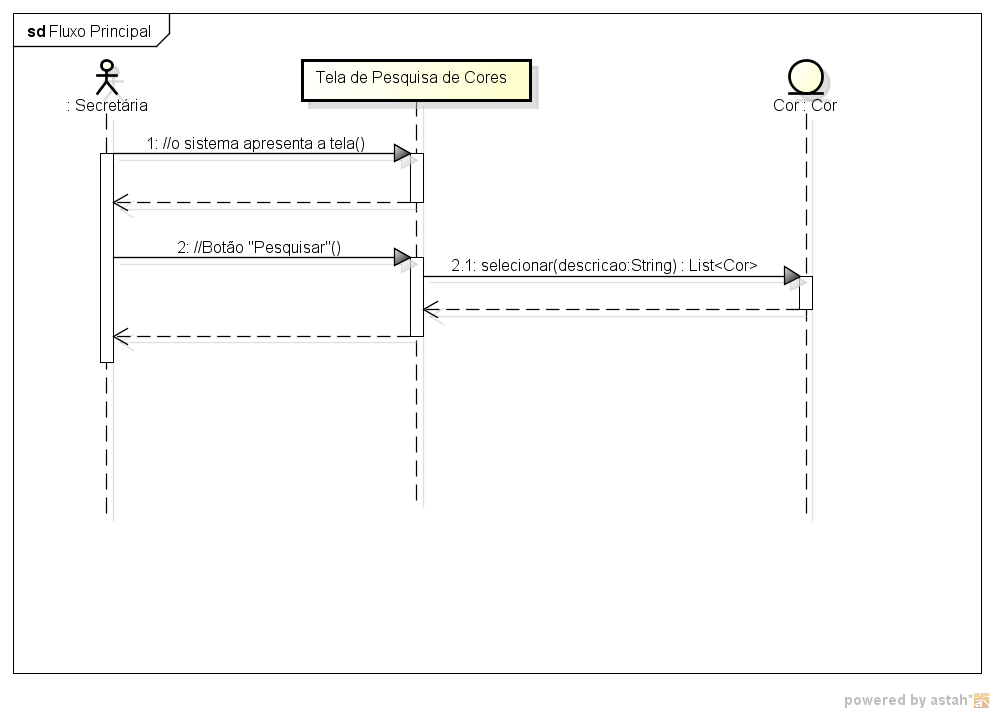 sd Fluxo Principal
Tela de Pesquisa de Cores
: Secretária
Cor : Cor
1: //o sistema apresenta a tela()
2: //Botão "Pesquisar"()
2.1: selecionar(descricao:String) : List<Cor>
powered by astah*